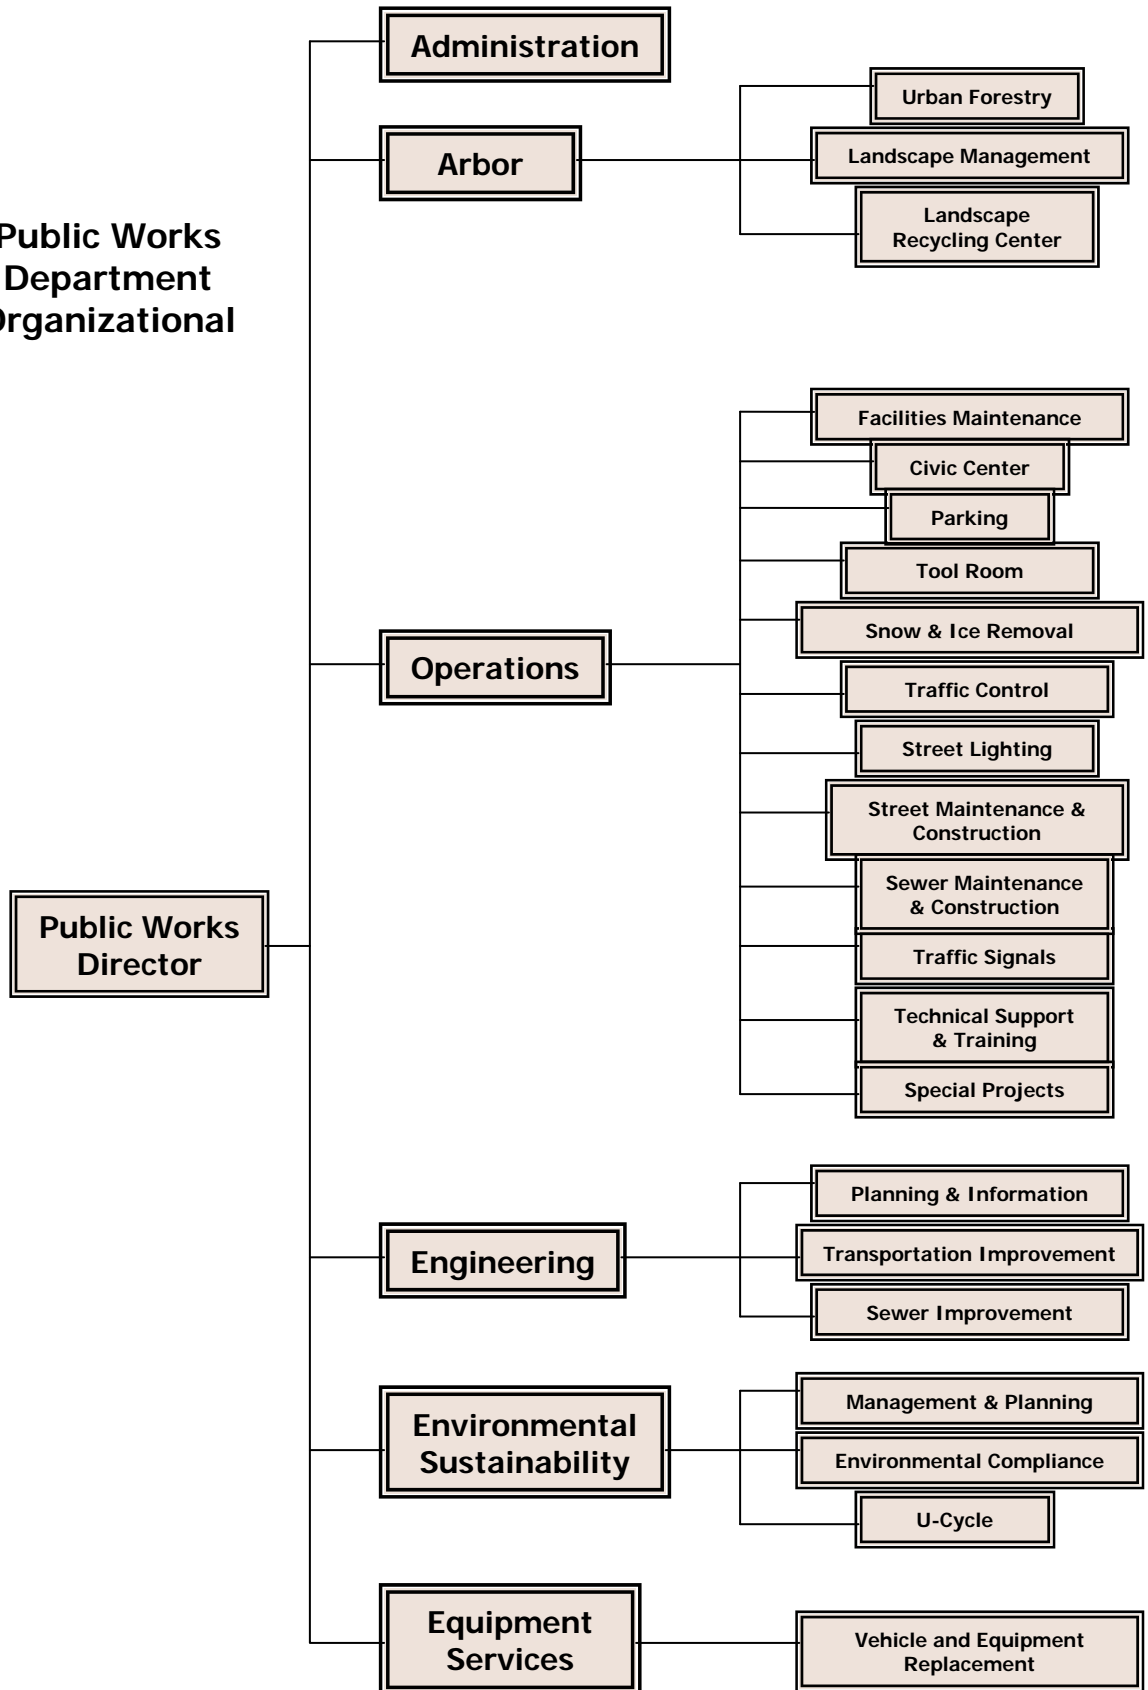 Administration
Urban Forestry
Arbor
Landscape Management
Landscape
Recycling Center
Public Works
Department
Organizational
Facilities Maintenance
Civic Center
Parking
Tool Room
Snow & Ice Removal
Operations
Traffic Control
Street Lighting
Street Maintenance &
Construction
Sewer Maintenance
& Construction
Public Works
Director
Traffic Signals
Technical Support
& Training
Special Projects
Planning & Information
Engineering
Transportation Improvement
Sewer Improvement
Environmental
Sustainability
Management & Planning
Environmental Compliance
U-Cycle
Equipment
Services
Vehicle and Equipment
Replacement